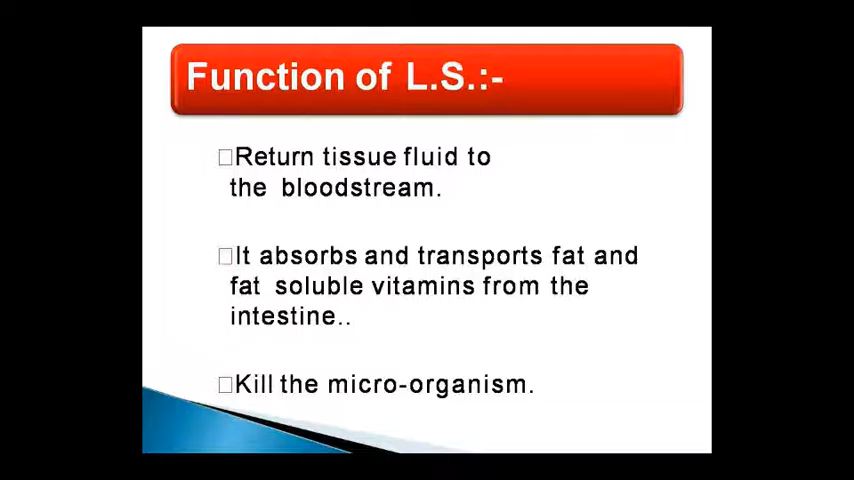 Function of L.S.:-
□Return tissue fluid to
the bloodstream.
□It absorbs and transports fat and
fat soluble vitamins from the
intestine..
□Kill the micro-organism.